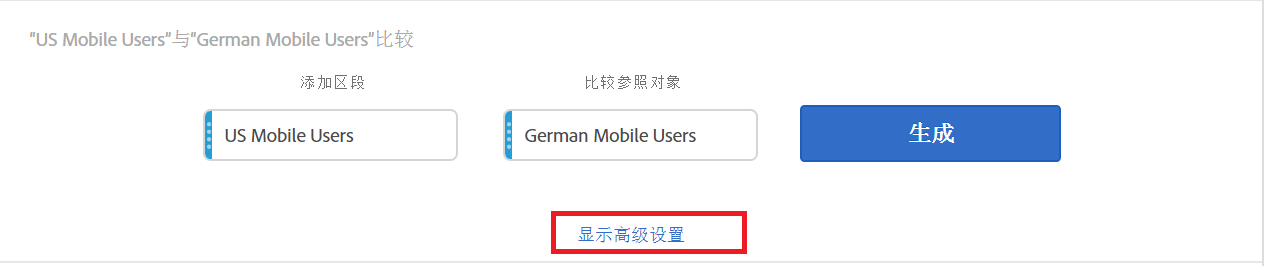 “US Mobile Users”与“German Mobile Users”比较
添加区段
比较参照对象
US Mobile Users
German Mobile Users
生成
显示高级设置